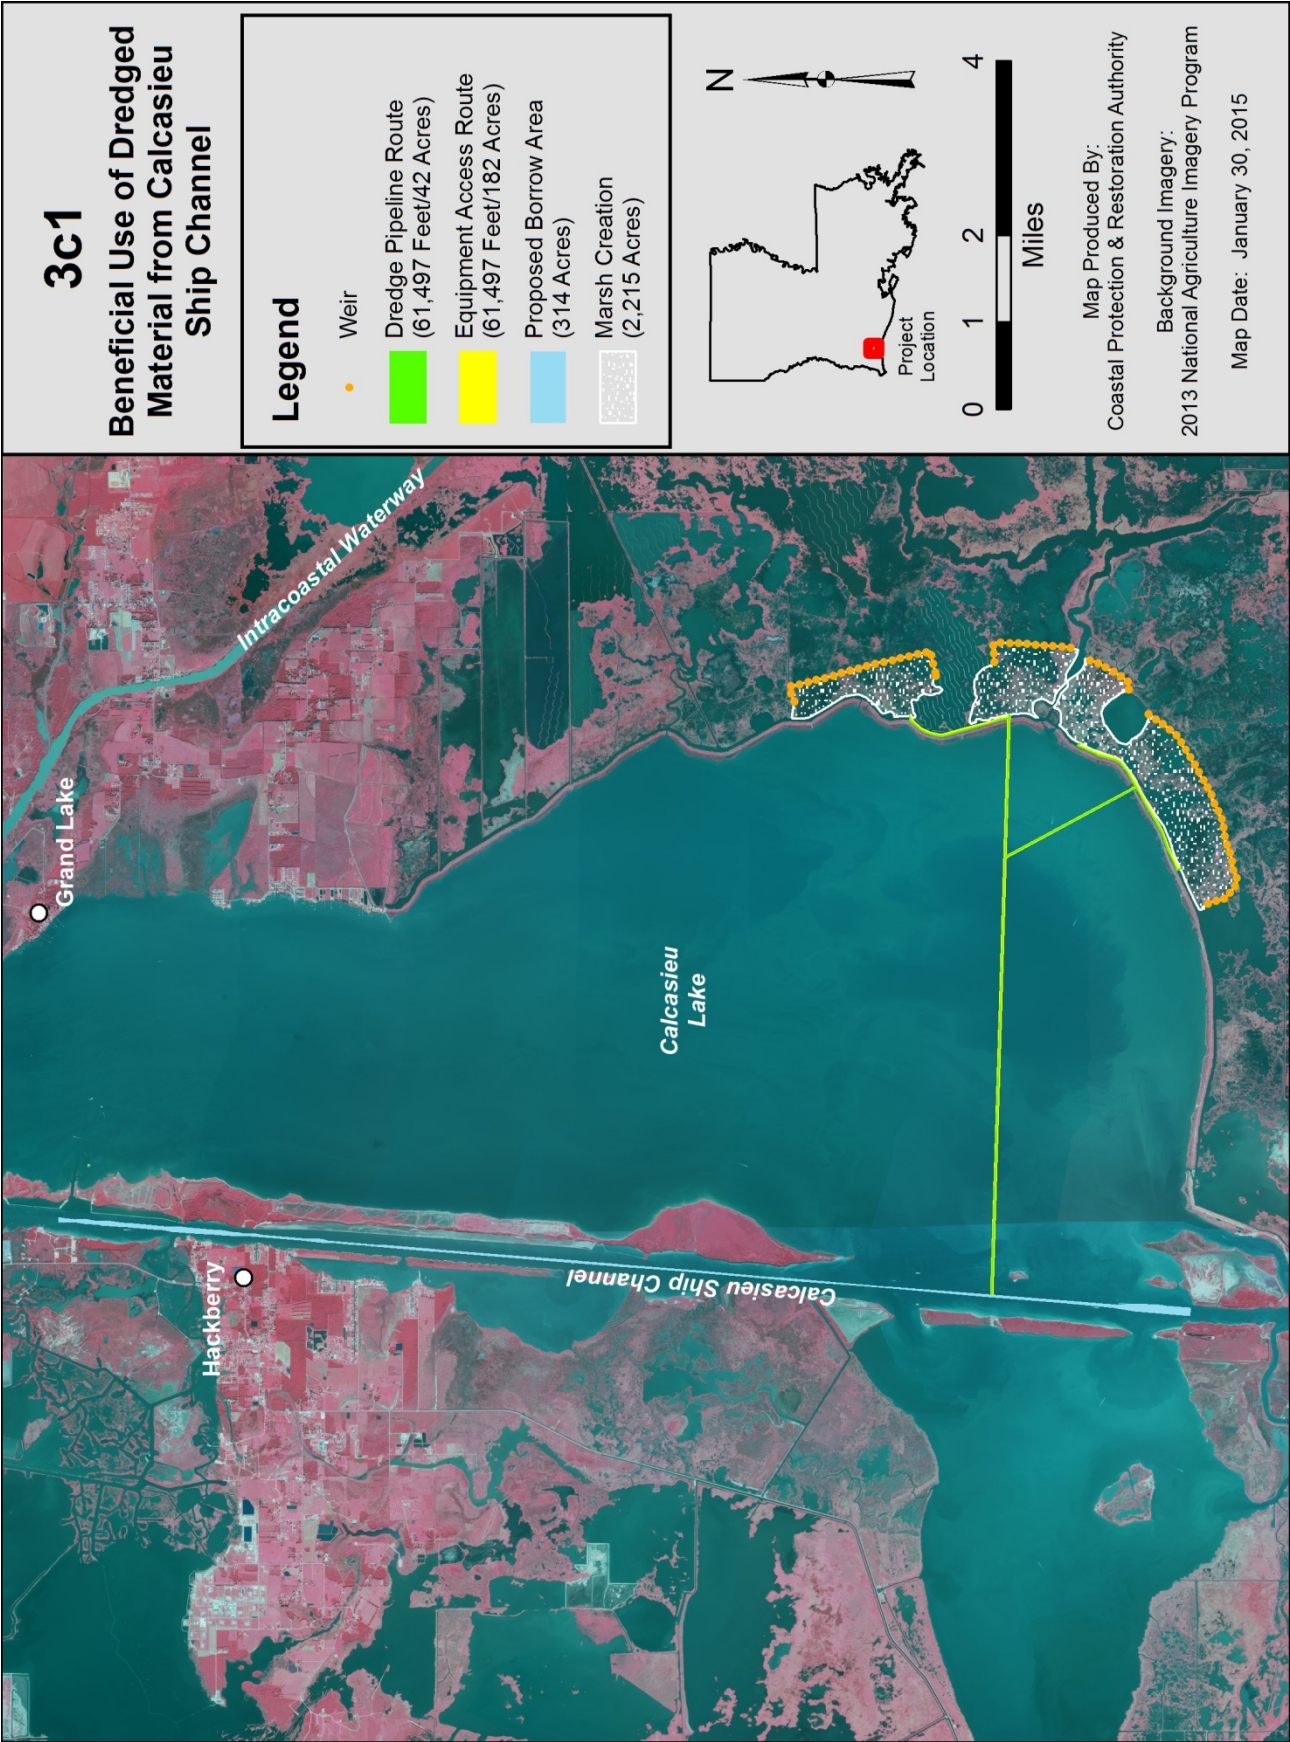 3c1
Beneficial Use of Dredged
Material from Calcasieu
Ship Channel
Legend
Weir
Dredge Pipeline Route
(61,497 Feet/42 Acres)
Equipment Access Route
(61,497 Feet/182 Acres)
Proposed Borrow Area
(314 Acres)
Marsh Creation
(2,215 Acres)
Project
Location
N
0 1 2 4
Miles
Map Produced By:
Coastal Protection & Restoration Authority
Background Imagery:
2013 National Agriculture Imagery Program
Map Date: January 30, 2015
Grand Lake
Intracoastal Waterway
Hackberry
Calcasieu
Lake
Calcasieu Ship Channel